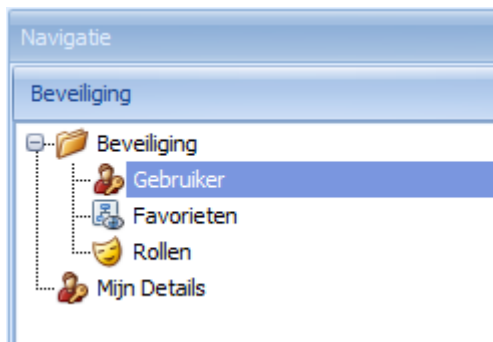 Navigatie
Beveiliging
Beveiliging
Gebruiker
Favorieten
Rollen
Mijn Details